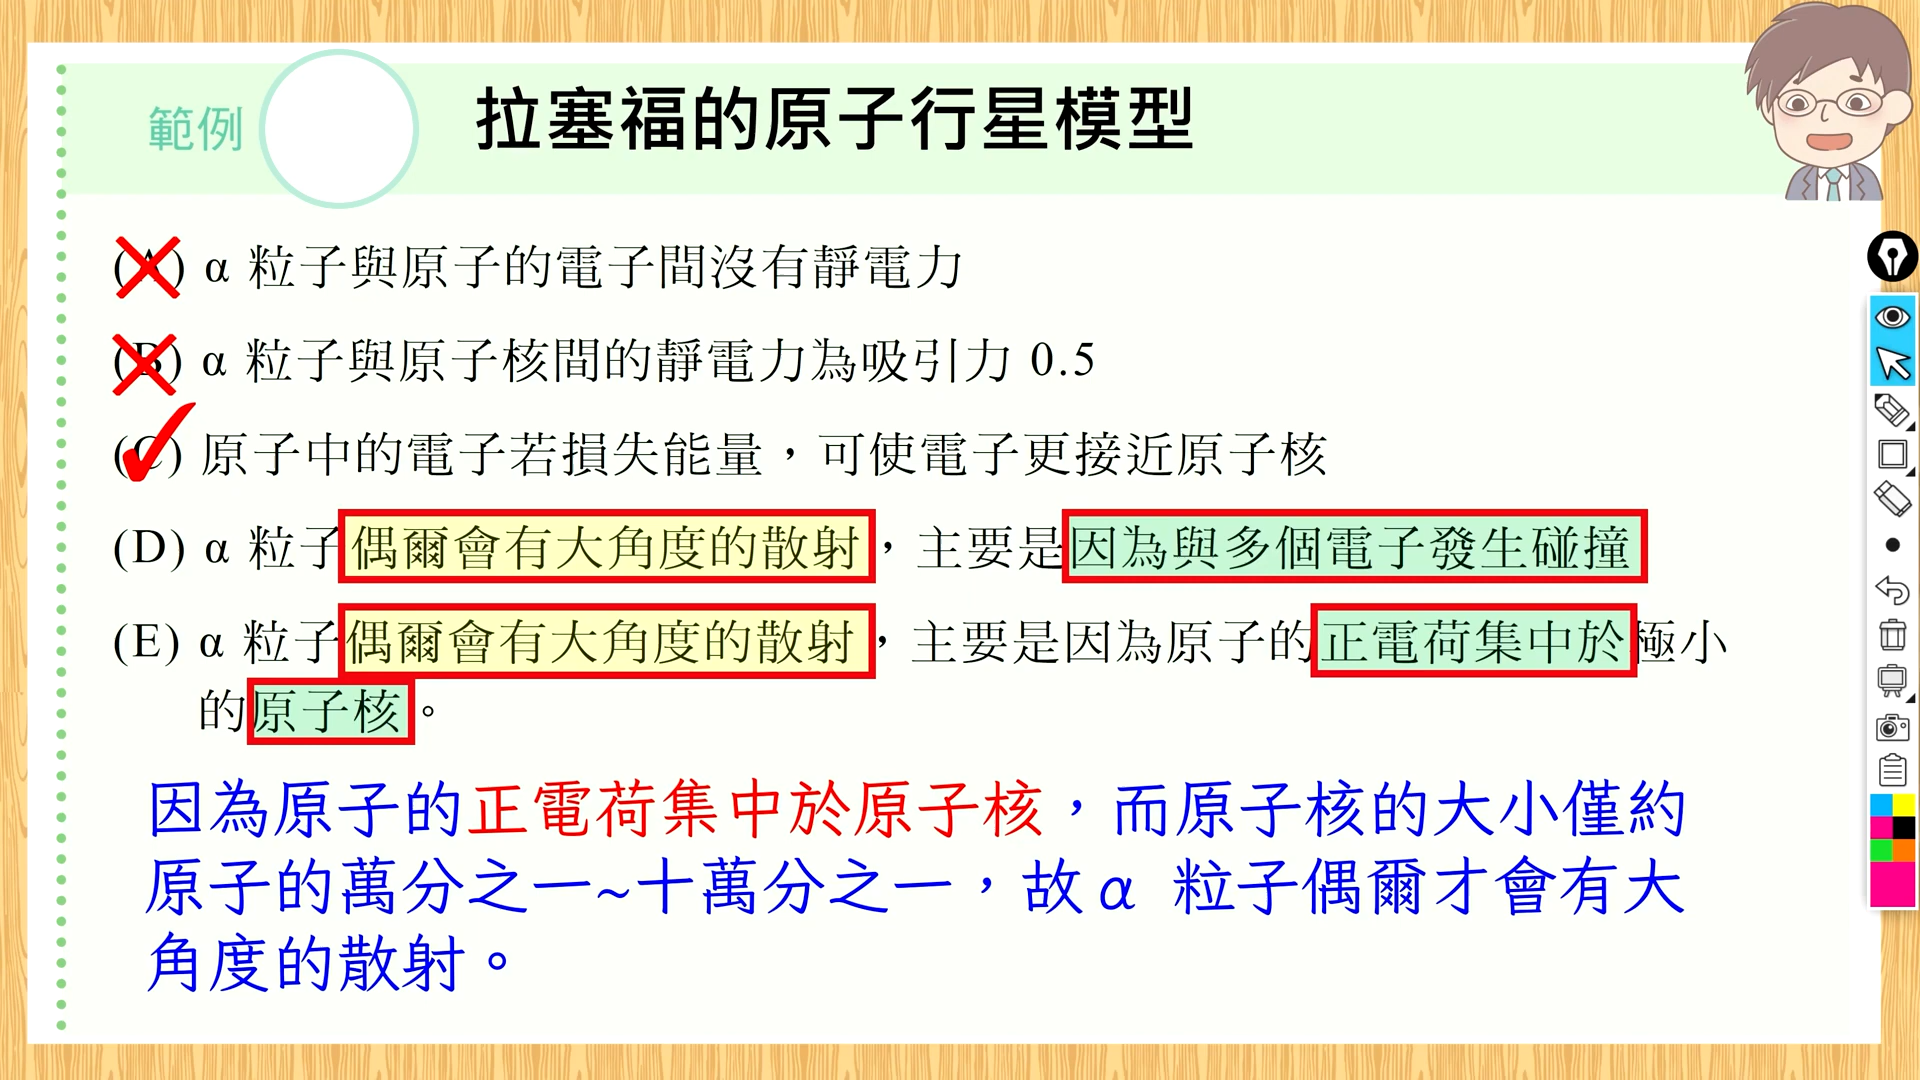 範例
拉塞福的原子行星模型
(A) α 粒子與原子的電子間沒有靜電力
(B) α 粒子與原子核間的靜電力為吸引力 0.5
(C) 原子中的電子若損失能量，可使電子更接近原子核
(D) α 粒子偶爾會有大角度的散射，主要是因為與多個電子發生碰撞
(E) α 粒子偶爾會有大角度的散射，主要是因為原子的正電荷集中於極小
的原子核。
因為原子的正電荷集中於原子核，而原子核的大小僅約
原子的萬分之一~十萬分之一，故α 粒子偶爾才會有大
角度的散射。